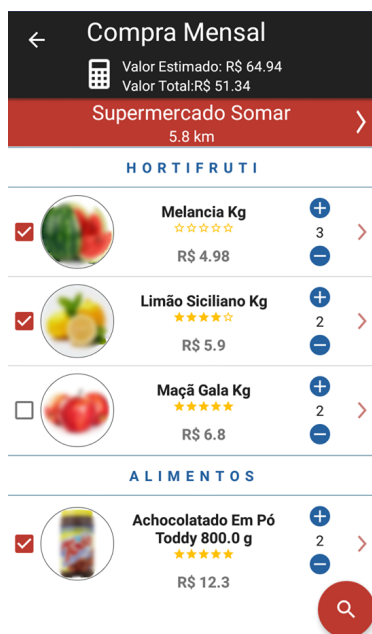 Compra Mensal
Valor Estimado: R$ 64.94
Valor Total:R$ 51.34
Supermercado Somar
5.8 km
HORTIFRUTI
Melancia Kg
3
R$ 4.98
Limão Siciliano Kg
2
R$ 5.9
Maçã Gala Kg
2
R$ 6.8
ALIMENTOS
Achocolatado Em Pó
Toddy 800.0 g
2
R$ 12.3